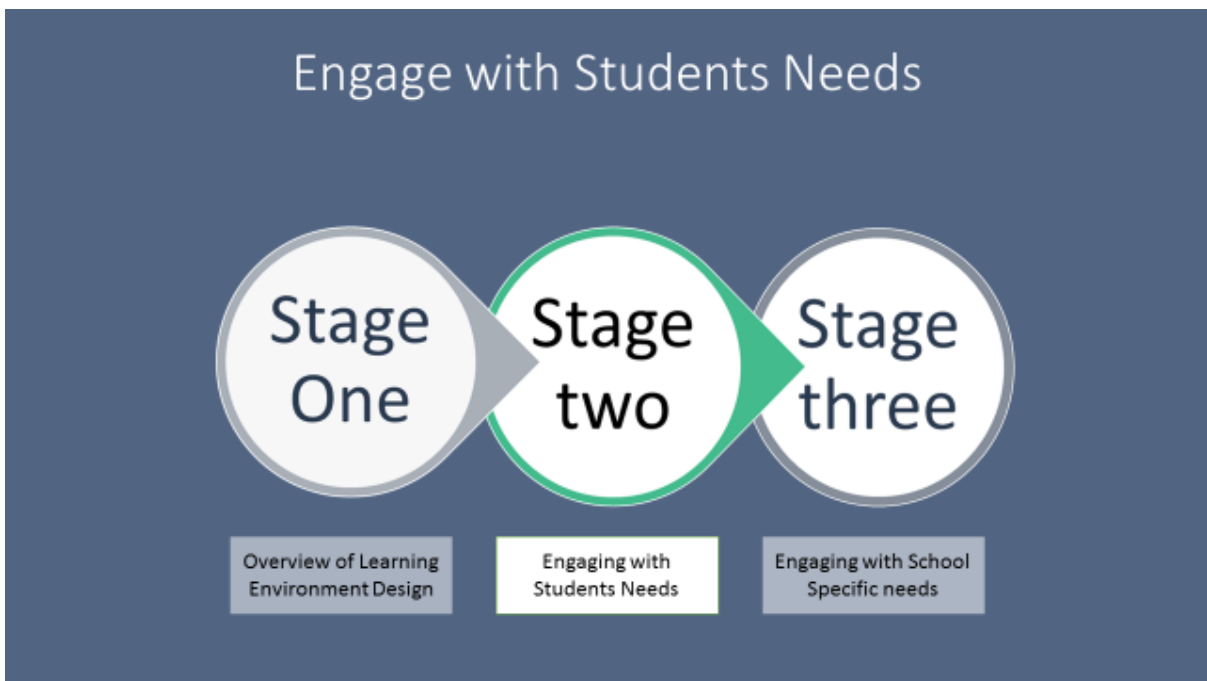 Engage with Students Needs
Stage
One
Stage
two
Stage
three
Overview of Learning
Environment Design
Engaging with
Students Needs
Engaging with School
Specific needs